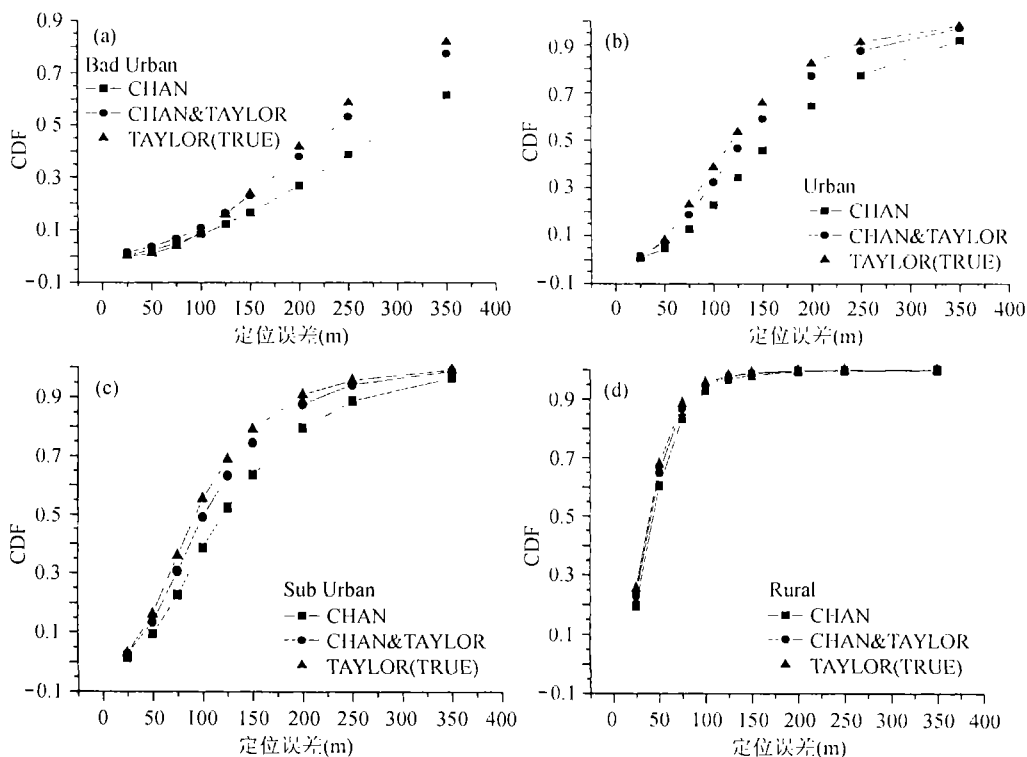 (a)
Bad Urban
CHAN
CHAN&TAYLOR
TAYLOR(TRUE)
CDF
0.9
0.7
0.5
0.3
0.1
−0.1
0 50 100 150 200 250 300 350 400
定位误差(m)
(b)
Urban
CHAN
CHAN&TAYLOR
TAYLOR(TRUE)
CDF
0.9
0.7
0.5
0.3
0.1
−0.1
0 50 100 150 200 250 300 350 400
定位误差(m)
(c)
Sub Urban
CHAN
CHAN&TAYLOR
TAYLOR(TRUE)
CDF
0.9
0.7
0.5
0.3
0.1
−0.1
0 50 100 150 200 250 300 350 400
定位误差(m)
(d)
Rural
CHAN
CHAN&TAYLOR
TAYLOR(TRUE)
CDF
0.9
0.7
0.5
0.3
0.1
−0.1
0 50 100 150 200 250 300 350 400
定位误差(m)